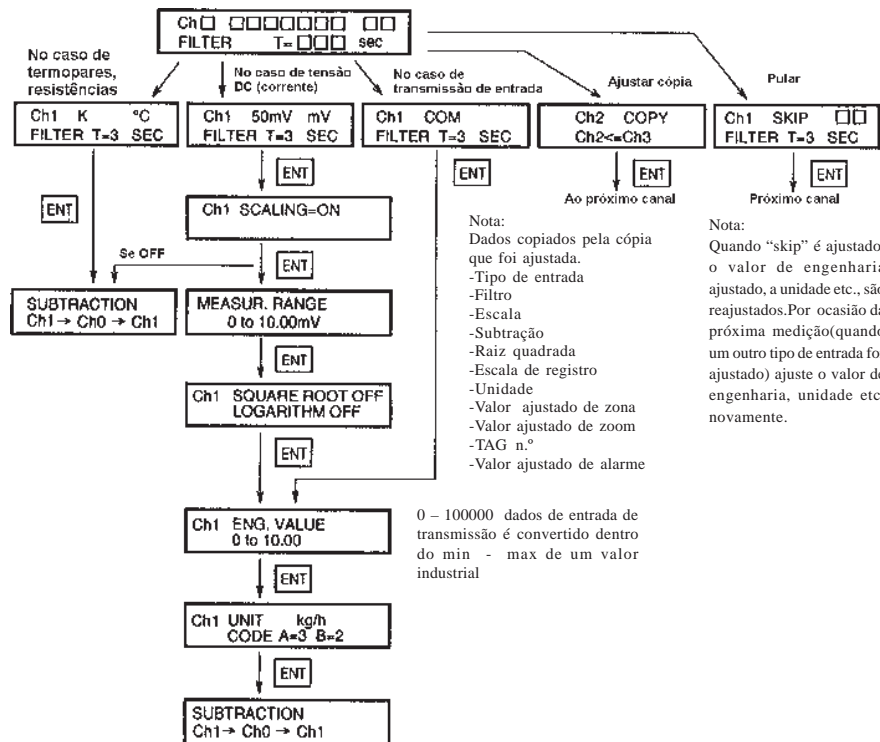 Ch□ □□□□□□□ □□
FILTER T=□□□ sec
No caso de
termopares,
resistências
No caso de tensão
DC (corrente)
No caso de
transmissão de entrada
Ajustar cópia
Pular
Ch1 K °C
FILTER T=3 SEC
Ch1 50mV mV
FILTER T=3 SEC
Ch1 COM
FILTER T=3 SEC
Ch2 COPY
Ch2<=Ch3
Ch1 SKIP □□
FILTER T=3 SEC
ENT
ENT
ENT
ENT
ENT
Ao próximo canal
Próximo canal
Ch1 SCALING=ON
Se OFF
ENT
SUBTRACTION
Ch1→ Ch0 → Ch1
MEASUR. RANGE
0 to 10.00mV
ENT
Ch1 SQUARE ROOT OFF
LOGARITHM OFF
ENT
Nota:
Dados copiados pela cópia
que foi ajustada.
-Tipo de entrada
-Filtro
-Escala
-Subtração
-Raiz quadrada
-Escala de registro
-Unidade
-Valor ajustado de zona
-Valor ajustado de zoom
-TAG n.º
-Valor ajustado de alarme
Nota:
Quando “skip” é ajustado,
o valor de engenharia
ajustado, a unidade etc., são
reajustados.Por ocasião da
próxima medição(quando
um outro tipo de entrada fo
ajustado) ajuste o valor de
engenharia, unidade etc
novamente.
Ch1 ENG. VALUE
0 to 10.00
0 – 100000 dados de entrada de
transmissão é convertido dentro
do min - max de um valor
industrial
ENT
Ch1 UNIT kg/h
CODE A=3 B=2
ENT
SUBTRACTION
Ch1→ Ch0 → Ch1